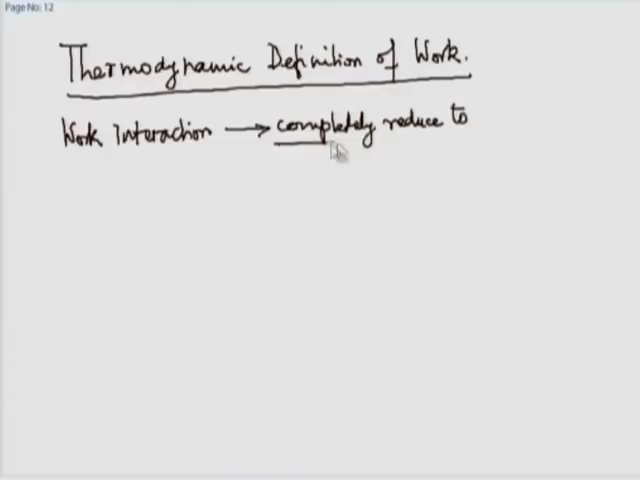 Page No: 12
Thermodynamic Definition of Work.
Work Interaction → completely reduce to